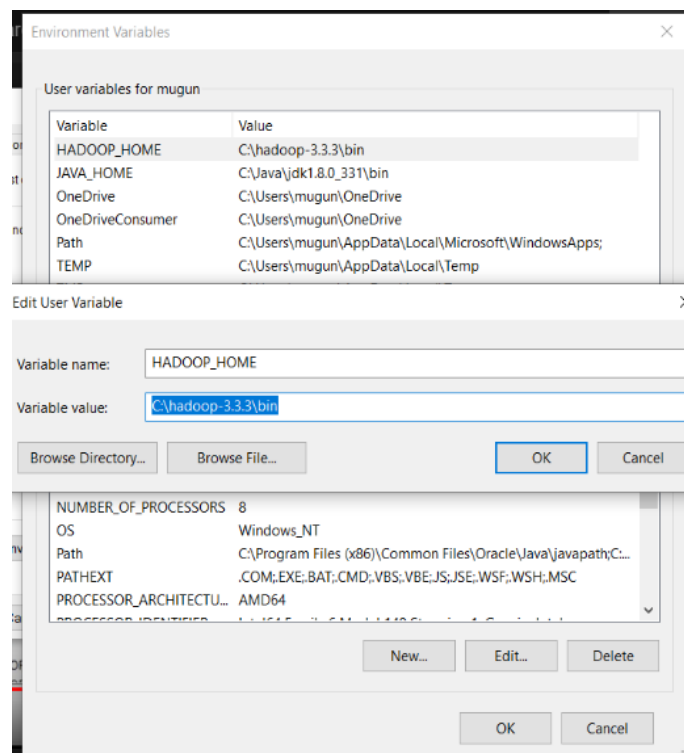 Environment Variables
User variables for mugun
Variable Value
HADOOP_HOME C:\hadoop-3.3.3\bin
JAVA_HOME C:\Java\jdk1.8.0_331\bin
OneDrive C:\Users\mugun\OneDrive
OneDriveConsumer C:\Users\mugun\OneDrive
Path C:\Users\mugun\AppData\Local\Microsoft\WindowsApps;
TEMP C:\Users\mugun\AppData\Local\Temp
Edit User Variable
Variable name: HADOOP_HOME
Variable value: C:\hadoop-3.3.3\bin
Browse Directory... Browse File... OK Cancel
NUMBER_OF_PROCESSORS 8
OS Windows_NT
Path C:\Program Files (x86)\Common Files\Oracle\Java\javapath;C:...
PATHEXT .COM;.EXE;.BAT;.CMD;.VBS;.VBE;.JS;.JSE;.WSF;.WSH;.MSC
PROCESSOR_ARCHITECTU... AMD64
New... Edit... Delete
OK Cancel